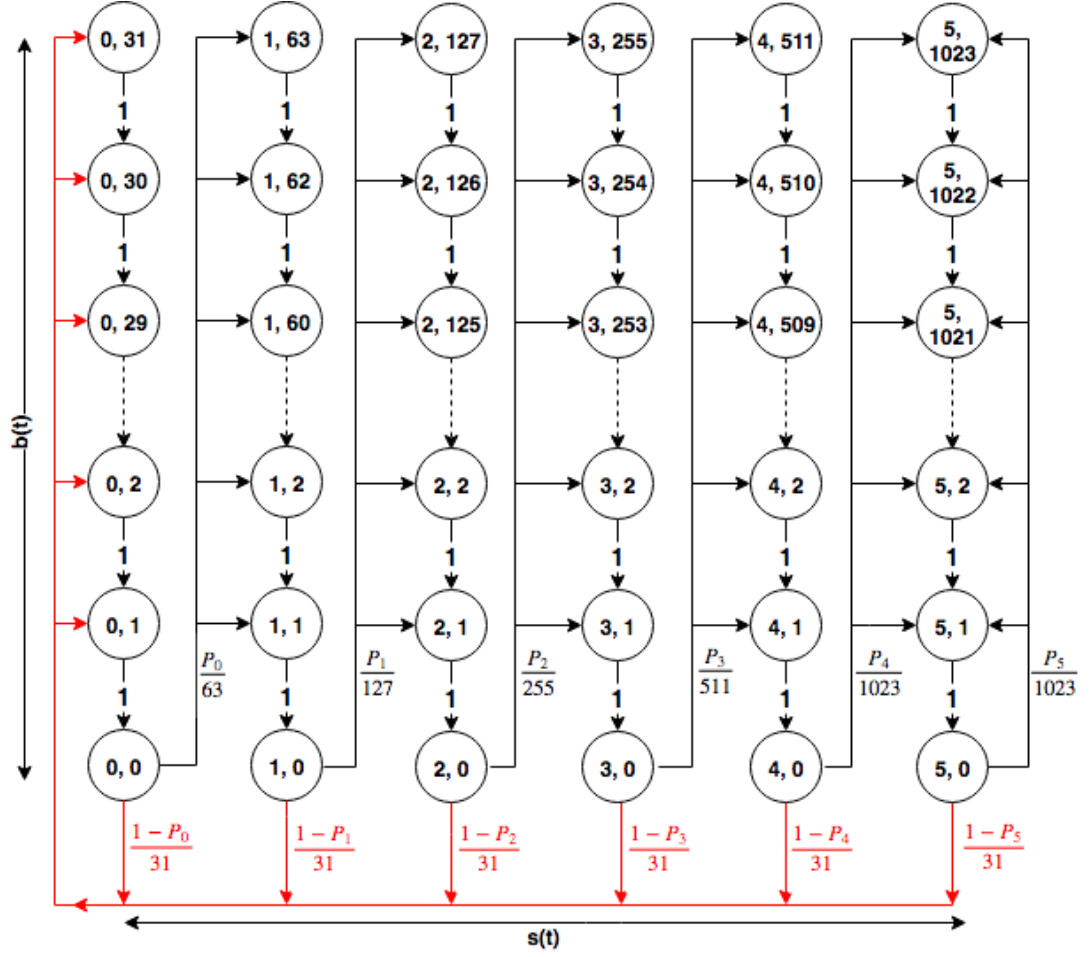 0, 31
1, 63
2, 127
3, 255
4, 511
5,
1023
1 1 1 1 1 1
0, 30
1, 62
2, 126
3, 254
4, 510
5,
1022
1 1 1 1 1 1
0, 29
1, 60
2, 125
3, 253
4, 509
5,
1021
b(t)
0, 2
1, 2
2, 2
3, 2
4, 2
5, 2
1 1 1 1 1 1
0, 1
1, 1
2, 1
3, 1
4, 1
5, 1
P₀
63
P₁
127
P₂
255
P₃
511
P₄
1023
P₅
1023
1 1 1 1 1 1
0, 0
1, 0
2, 0
3, 0
4, 0
5, 0
1 − P₀
31
1 − P₁
31
1 − P₂
31
1 − P₃
31
1 − P₄
31
1 − P₅
31
s(t)